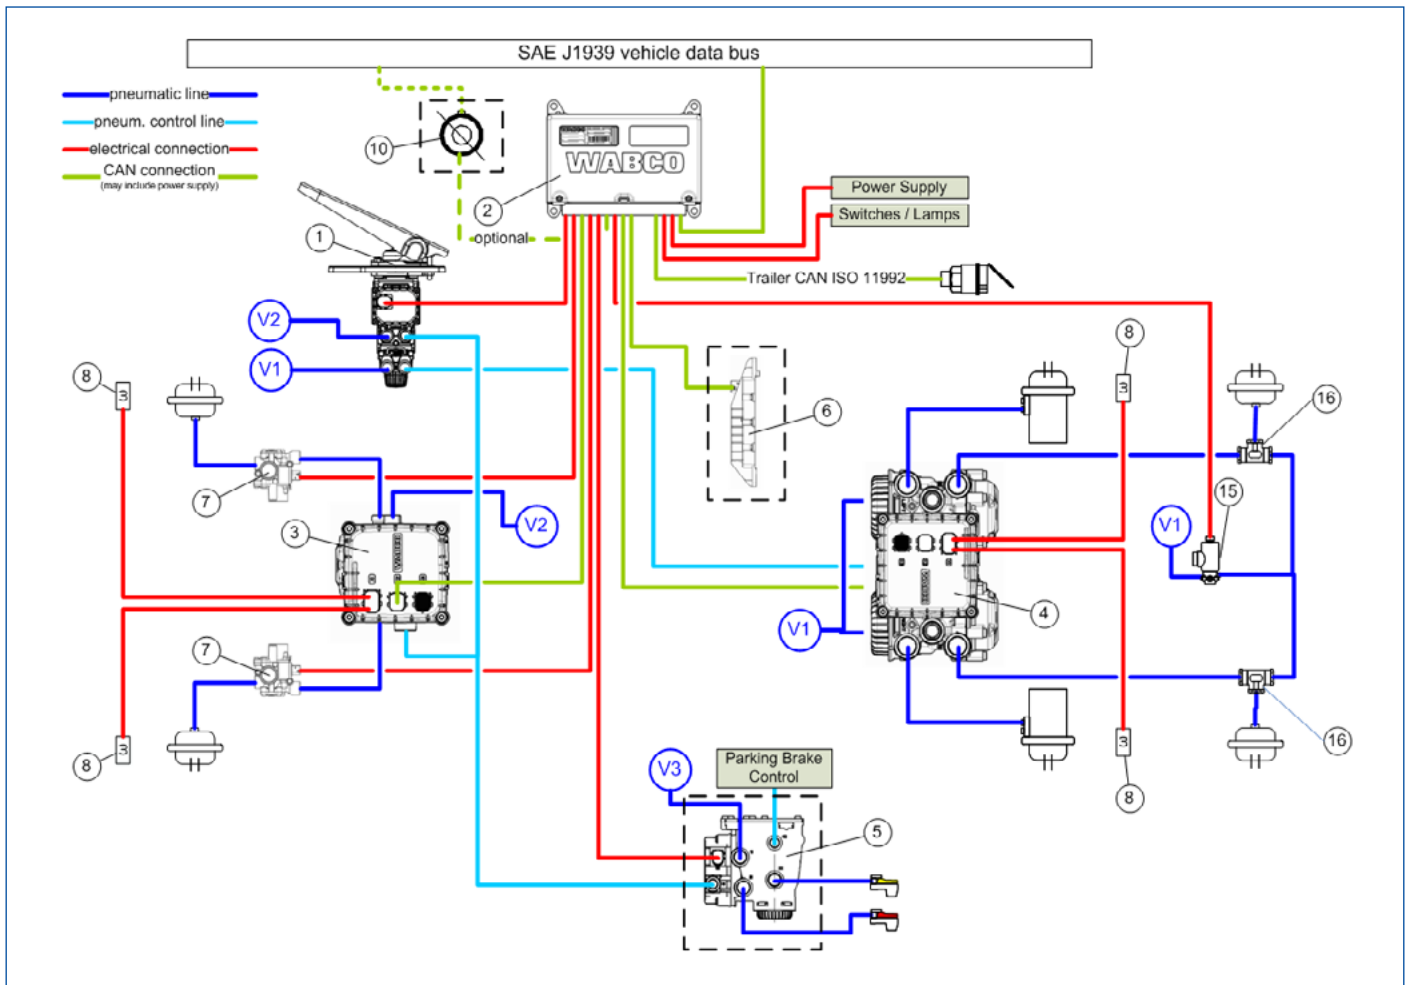 SAE J1939 vehicle data bus
pneumatic line
pneum. control line
electrical connection
CAN connection
(may include power supply)
10
WABCO
2
optional
1
Power Supply
Switches / Lamps
Trailer CAN ISO 11992
V2
V1
8
8
6
16
7
15
3
V2
V1
WABCO
WABCO
4
V1
7
8
16
8
V3
Parking Brake
Control
5